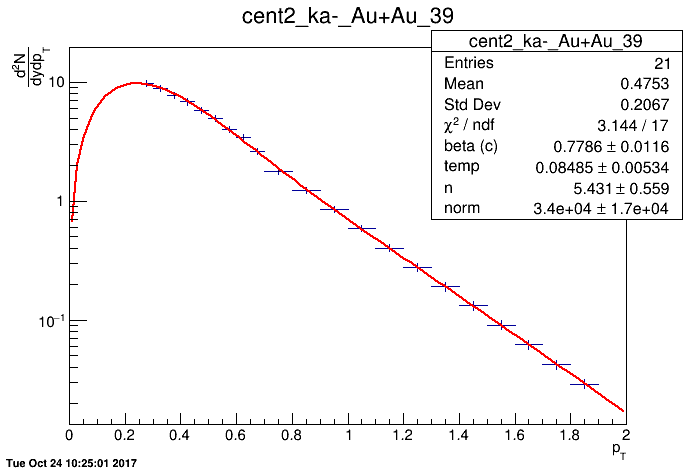 cent2_ka-_Au+Au_39
d²N
dydp_T
cent2_ka-_Au+Au_39
Entries 21
Mean 0.4753
Std Dev 0.2067
χ² / ndf 3.144 / 17
beta (c) 0.7786 ± 0.0116
temp 0.08485 ± 0.00534
n 5.431 ± 0.559
norm 3.4e+04 ± 1.7e+04
10
1
10⁻¹
0 0.2 0.4 0.6 0.8 1 1.2 1.4 1.6 1.8 2
p_T
Tue Oct 24 10:25:01 2017